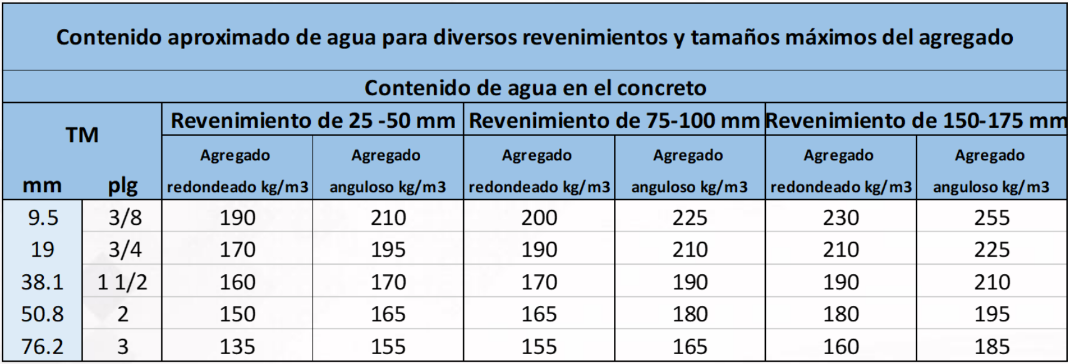 Contenido aproximado de agua para diversos revenimientos y tamaños máximos del agregado
Contenido de agua en el concreto
TM
Revenimiento de 25 -50 mm Revenimiento de 75-100 mm Revenimiento de 150-175 mm
Agregado Agregado Agregado Agregado Agregado Agregado
mm plg redondeado kg/m3 anguloso kg/m3 redondeado kg/m3 anguloso kg/m3 redondeado kg/m3 anguloso kg/m3
9.5 3/8 190 210 200 225 230 255
19 3/4 170 195 190 210 210 225
38.1 1 1/2 160 170 170 190 190 210
50.8 2 150 165 165 180 180 195
76.2 3 135 155 155 165 160 185